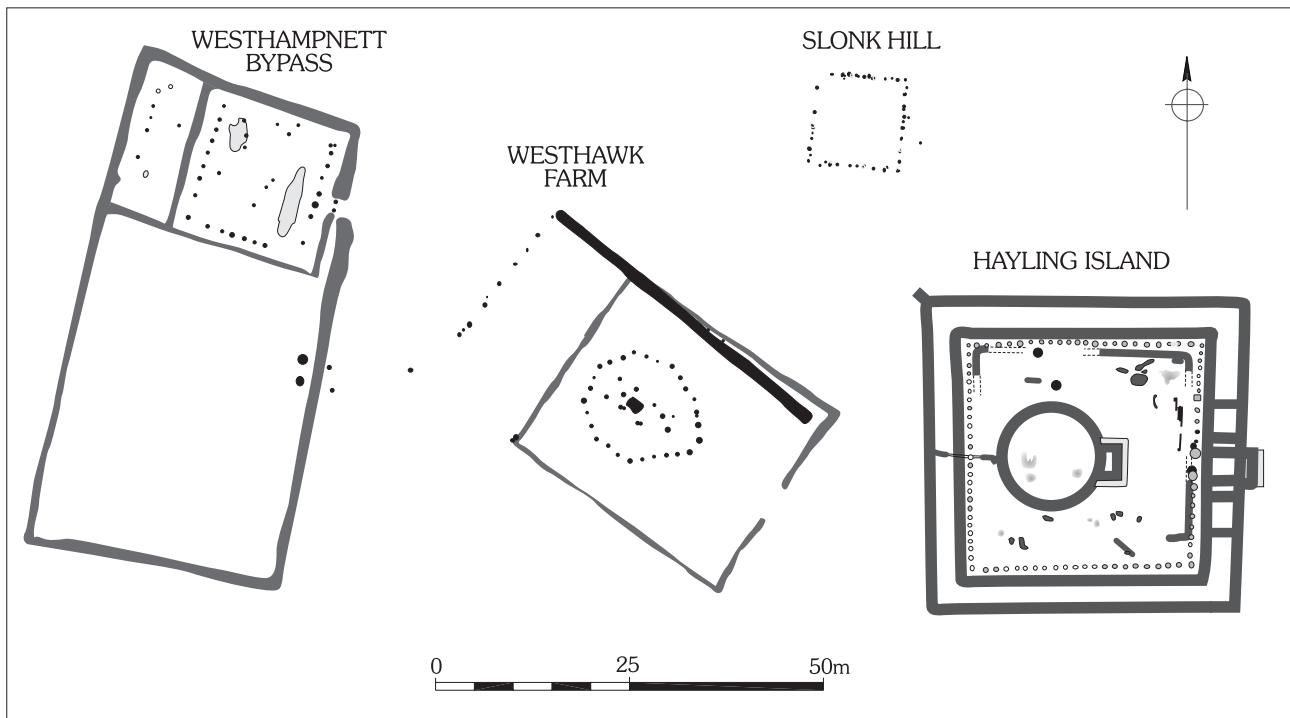 WESTHAMPNETT
BYPASS
SLONK HILL
WESTHAWK
FARM
HAYLING ISLAND
0 25 50m